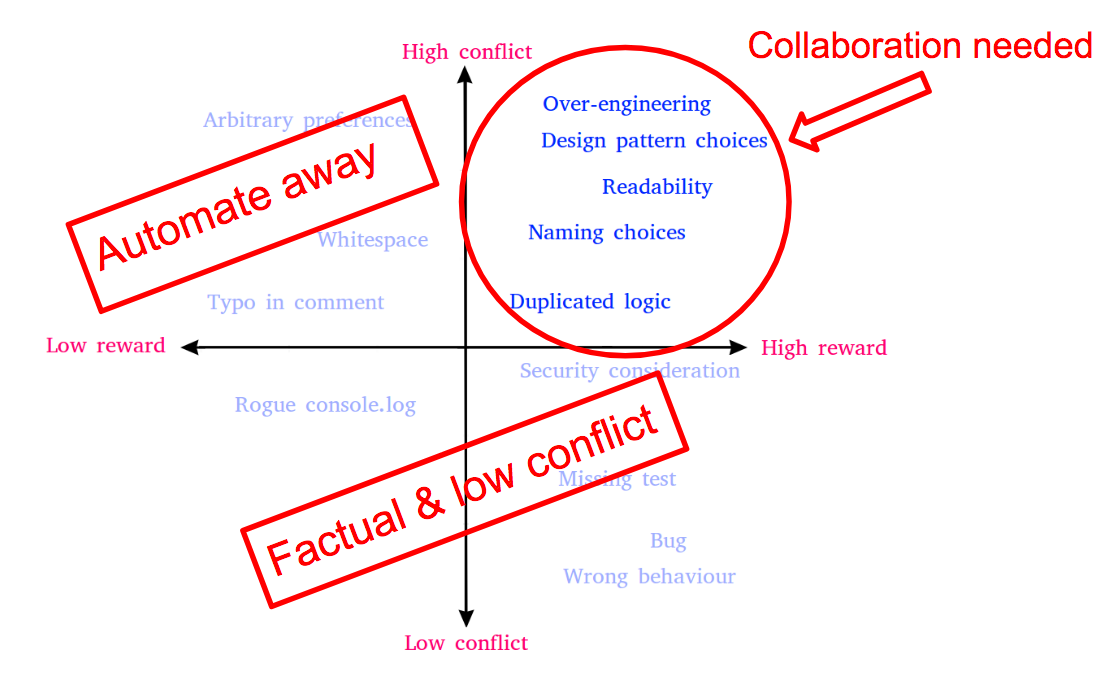 High conflict
Collaboration needed
Arbitrary preferences
Over-engineering
Design pattern choices
Automate away
Readability
Whitespace
Naming choices
Typo in comment
Duplicated logic
Low reward
High reward
Security consideration
Rogue console.log
Factual & low conflict
Missing test
Bug
Wrong behaviour
Low conflict